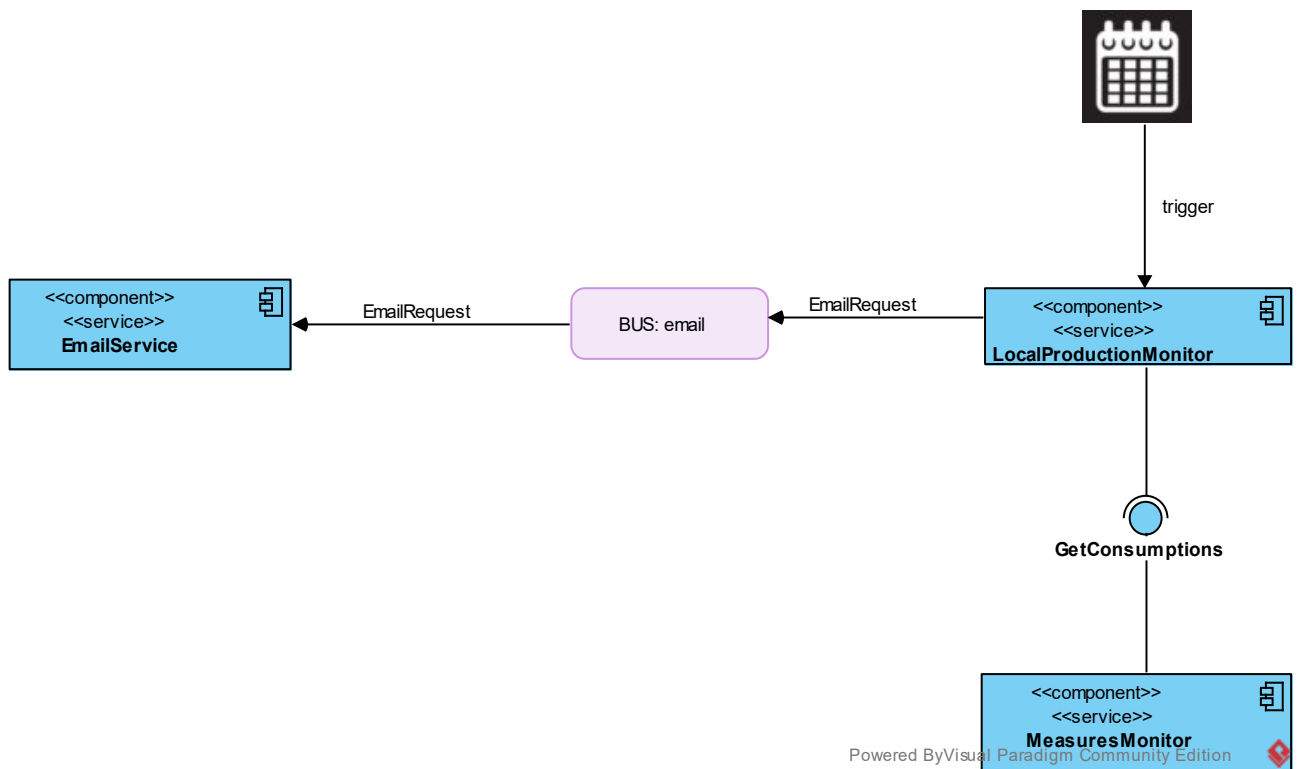 trigger
<<component>>
<<service>>
EmailService
EmailRequest
BUS: email
EmailRequest
<<component>>
<<service>>
LocalProductionMonitor
GetConsumptions
<<component>>
<<service>>
MeasuresMonitor
Powered ByVisual Paradigm Community Edition